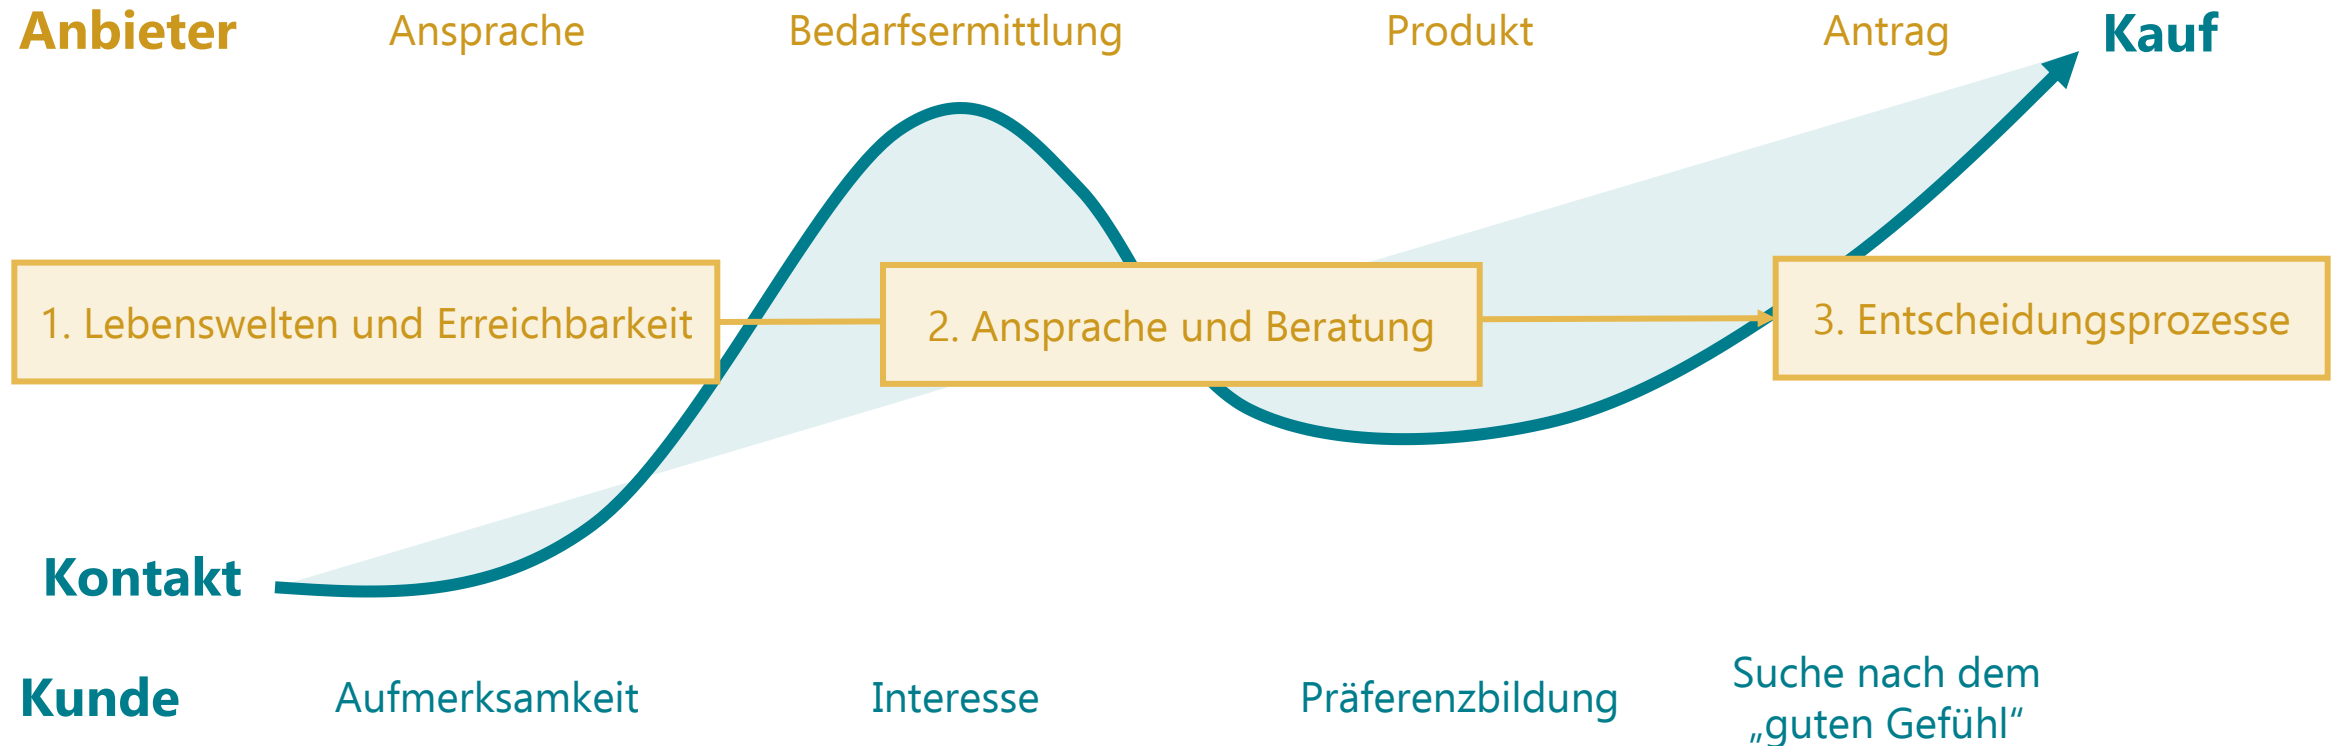 Anbieter Ansprache Bedarfsermittlung Produkt Antrag Kauf
1. Lebenswelten und Erreichbarkeit
2. Ansprache und Beratung
3. Entscheidungsprozesse
Kontakt
Kunde Aufmerksamkeit Interesse Präferenzbildung
Suche nach dem
„guten Gefühl“